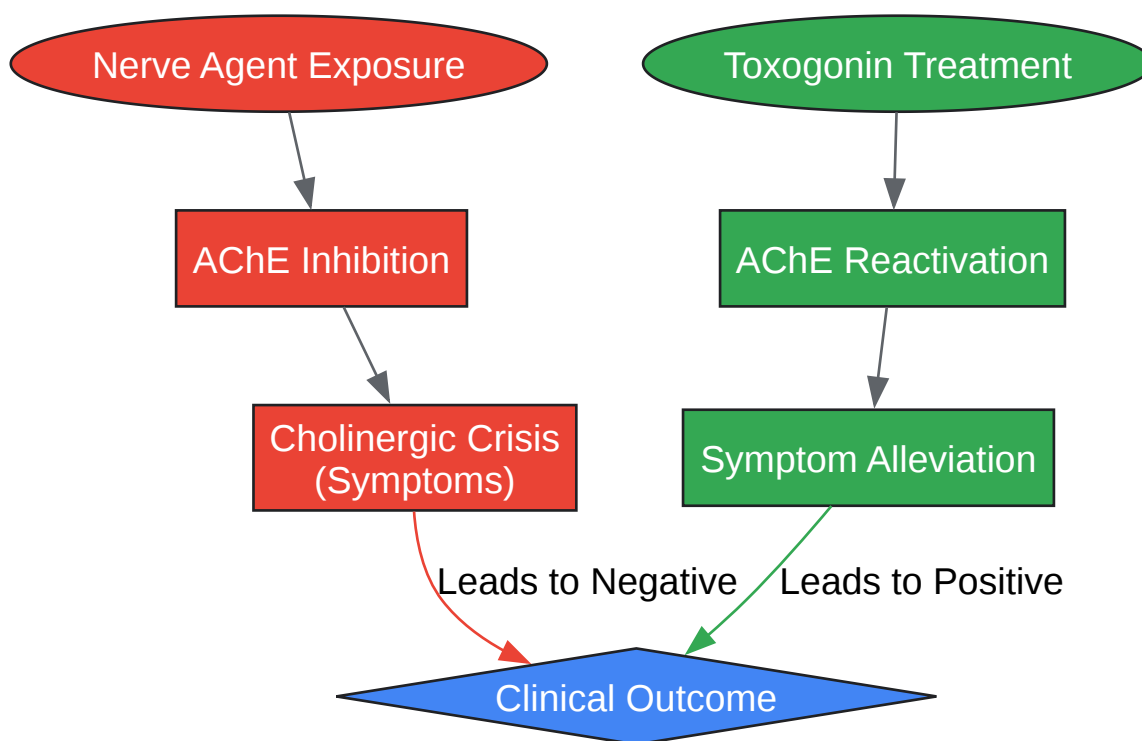 Nerve Agent Exposure
Toxogonin Treatment
AChE Inhibition
AChE Reactivation
Cholinergic Crisis
(Symptoms)
Symptom Alleviation
Leads to Negative
Leads to Positive
Clinical Outcome